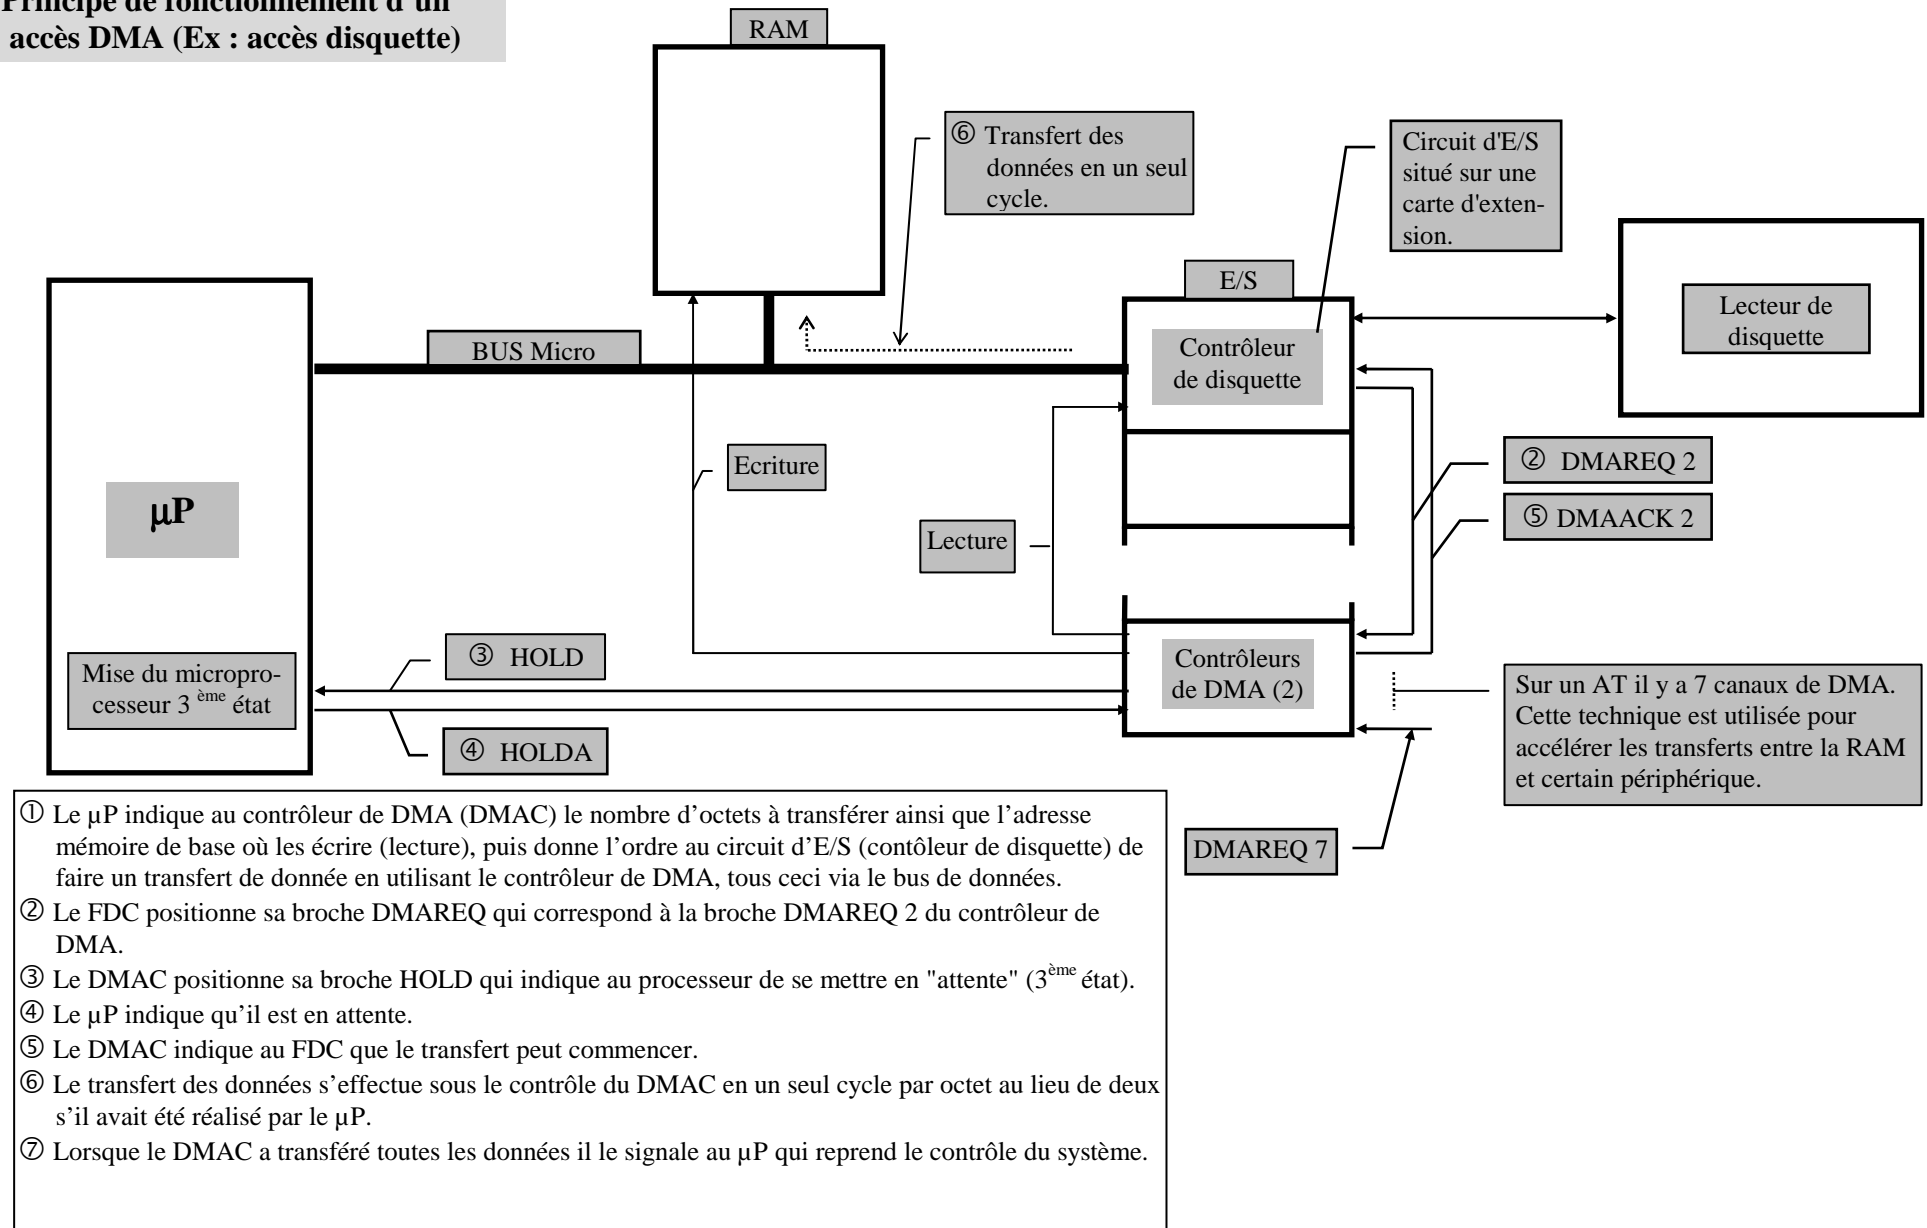 Principe de fonctionnement d'un
accès DMA (Ex : accès disquette)
RAM
⑥ Transfert des
données en un seul
cycle.
Circuit d'E/S
situé sur une
carte d'exten-
sion.
E/S
Lecteur de
disquette
BUS Micro
Contrôleur
de disquette
Ecriture
② DMAREQ 2
µP
⑤ DMAACK 2
Lecture
③ HOLD
Mise du micropro-
cesseur 3 ème état
Contrôleurs
de DMA (2)
Sur un AT il y a 7 canaux de DMA.
Cette technique est utilisée pour
accélérer les transferts entre la RAM
et certain périphérique.
④ HOLDA
① Le µP indique au contrôleur de DMA (DMAC) le nombre d’octets à transférer ainsi que l’adresse
mémoire de base où les écrire (lecture), puis donne l’ordre au circuit d’E/S (contôleur de disquette) de
faire un transfert de donnée en utilisant le contrôleur de DMA, tous ceci via le bus de données.
② Le FDC positionne sa broche DMAREQ qui correspond à la broche DMAREQ 2 du contrôleur de
DMA.
③ Le DMAC positionne sa broche HOLD qui indique au processeur de se mettre en "attente" (3ème état).
④ Le µP indique qu’il est en attente.
⑤ Le DMAC indique au FDC que le transfert peut commencer.
⑥ Le transfert des données s’effectue sous le contrôle du DMAC en un seul cycle par octet au lieu de deux
s’il avait été réalisé par le µP.
⑦ Lorsque le DMAC a transféré toutes les données il le signale au µP qui reprend le contrôle du système.
DMAREQ 7